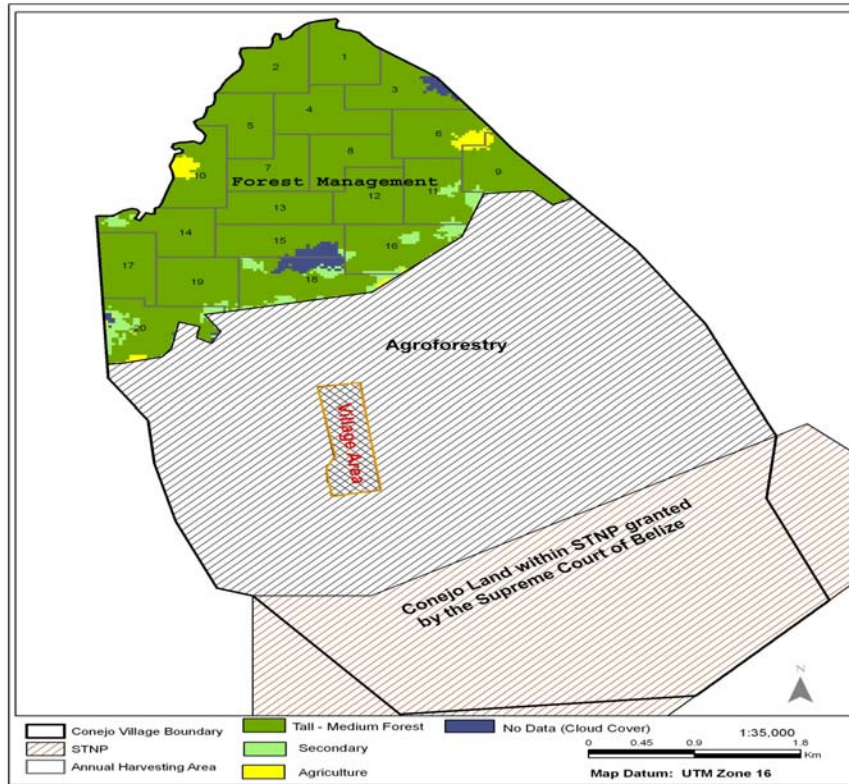 1
2
3
4
5
6
7
8
9
10
Forest Management
11
12
13
14
15
16
17
18
19
20
Agroforestry
Village Area
Conejo Land within STNP granted
by the Supreme Court of Belize
N
Conejo Village Boundary
STNP
Annual Harvesting Area
Tall - Medium Forest
Secondary
Agriculture
No Data (Cloud Cover)
1:35,000
0 0.45 0.9 1.8
Km
Map Datum: UTM Zone 16